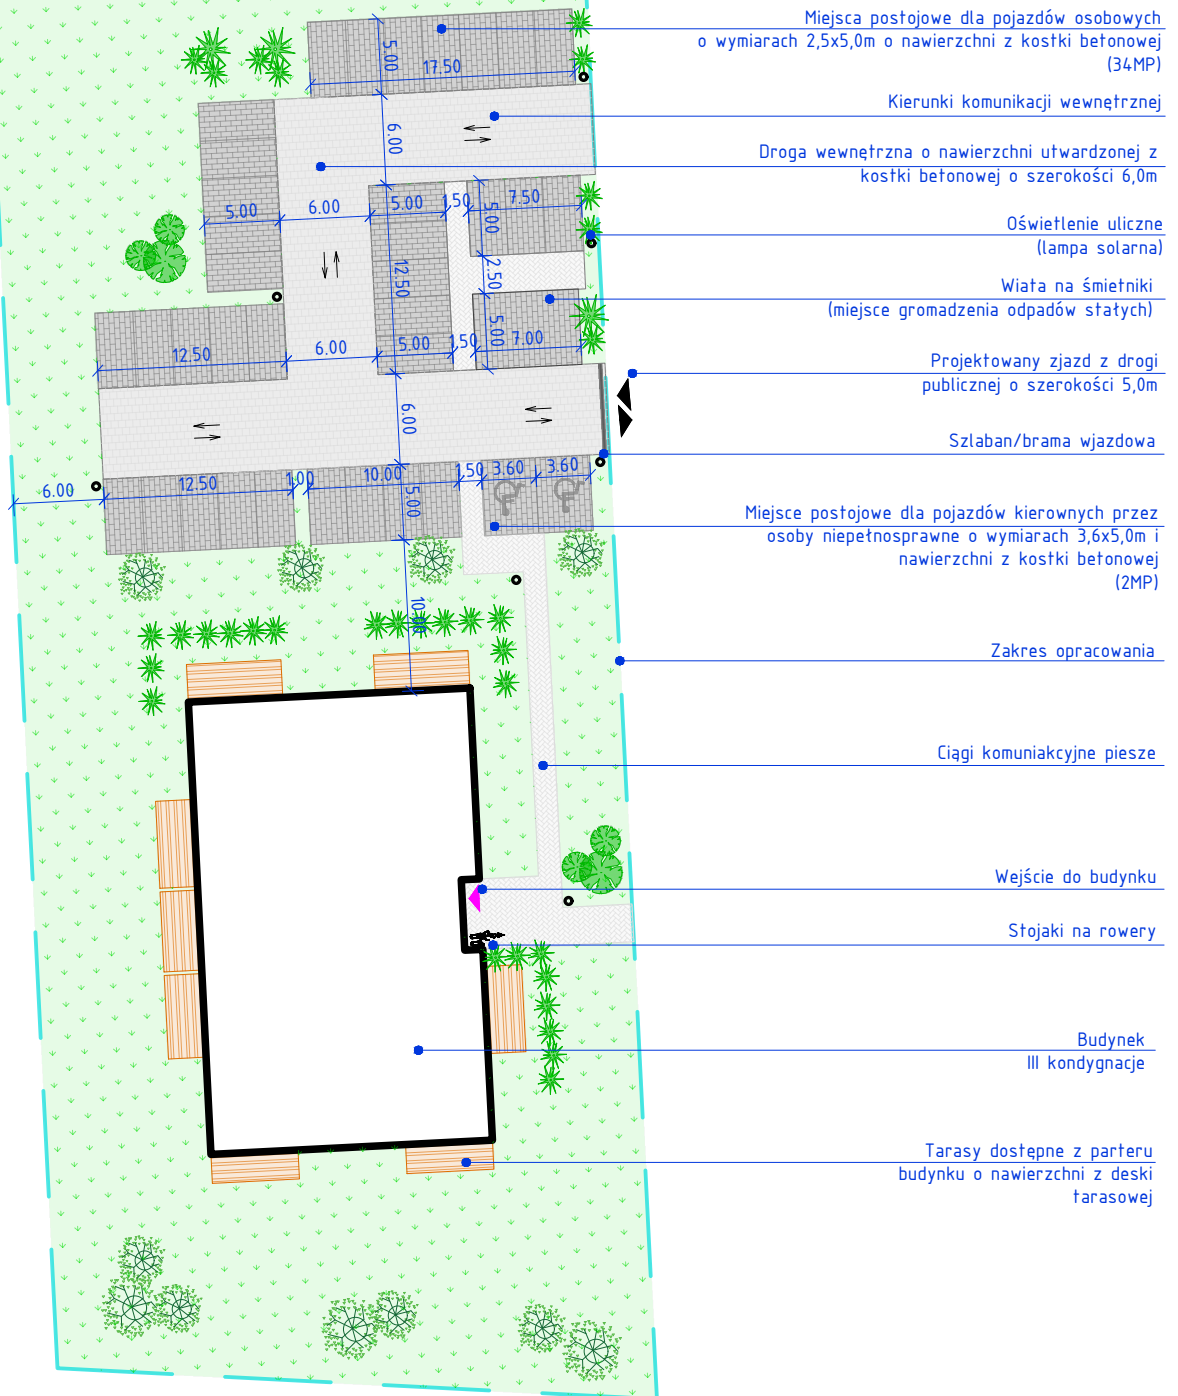 Miejsca postojowe dla pojazdów osobowych
o wymiarach 2,5x5,0m o nawierzchni z kostki betonowej
(34MP)
Kierunki komunikacji wewnętrznej
Droga wewnętrzna o nawierzchni utwardzonej z
kostki betonowej o szerokości 6,0m
Oświetlenie uliczne
(lampa solarna)
Wiata na śmietniki
(miejsce gromadzenia odpadów stałych)
Projektowany zjazd z drogi
publicznej o szerokości 5,0m
Szlaban/brama wjazdowa
Miejsce postojowe dla pojazdów kierownych przez
osoby niepełnosprawne o wymiarach 3,6x5,0m i
nawierzchni z kostki betonowej
(2MP)
Zakres opracowania
Ciągi komuniakcyjne piesze
Wejście do budynku
Stojaki na rowery
Budynek
III kondygnacje
Tarasy dostępne z parteru
budynku o nawierzchni z deski
tarasowej
5.00
17.50
6.00
5.00
6.00
5.00
1.50
7.50
5.00
12.50
2.50
12.50
6.00
5.00
1.50
5.00
7.00
6.00
6.00
12.50
1.00
10.00
5.00
1.50
3.60
3.60
10.00